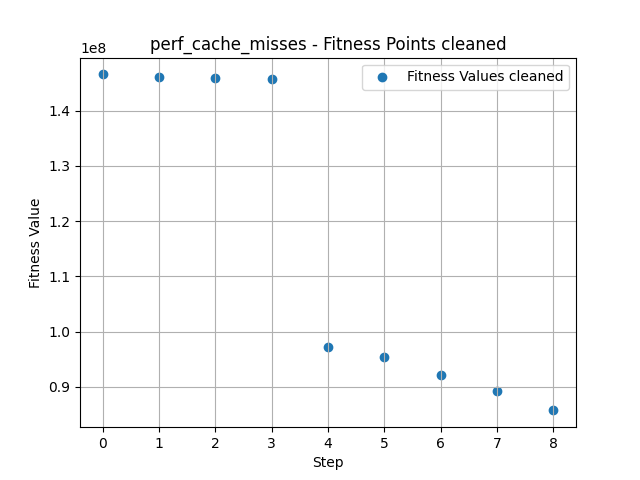 perf_cache_misses - Fitness Points cleaned
1e8
Fitness Values cleaned
1.4
1.3
1.2
1.1
1.0
0.9
Fitness Value
0 1 2 3 4 5 6 7 8
Step